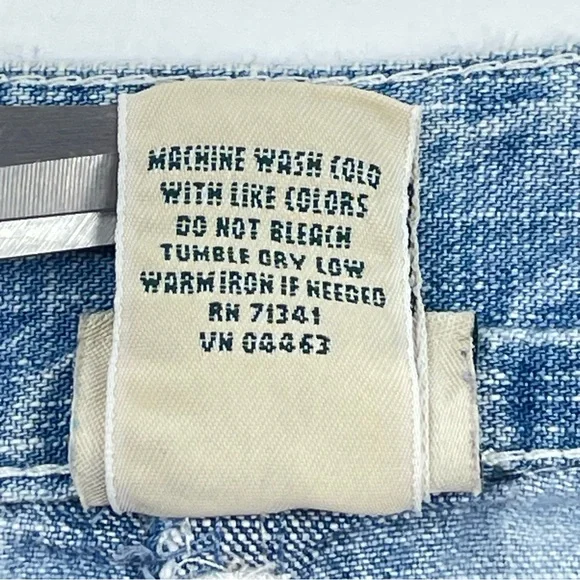 MACHINE WASH COLD
WITH LIKE COLORS
DO NOT BLEACH
TUMBLE DRY LOW
WARM IRON IF NEEDED
RN 71341
VN 04463